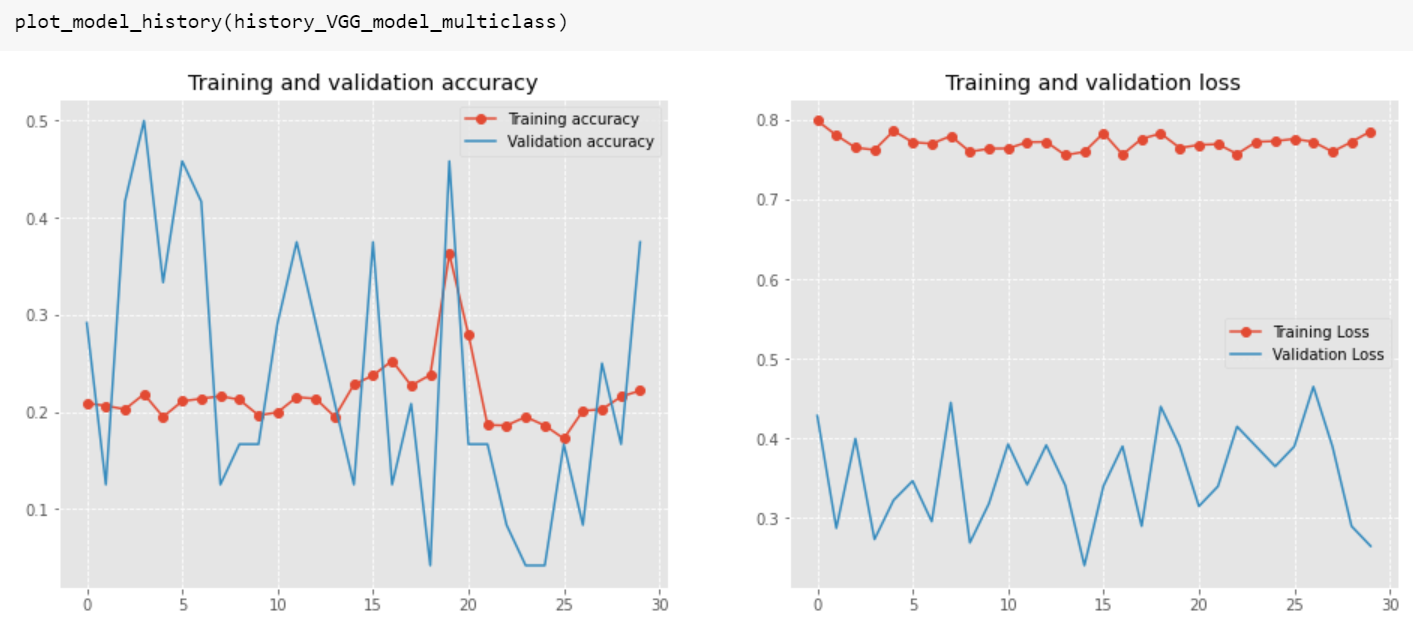 plot_model_history(history_VGG_model_multiclass)
Training and validation accuracy
Training accuracy
Validation accuracy
0.5
0.4
0.3
0.2
0.1
0 5 10 15 20 25 30
Training and validation loss
Training Loss
Validation Loss
0.8
0.7
0.6
0.5
0.4
0.3
0 5 10 15 20 25 30